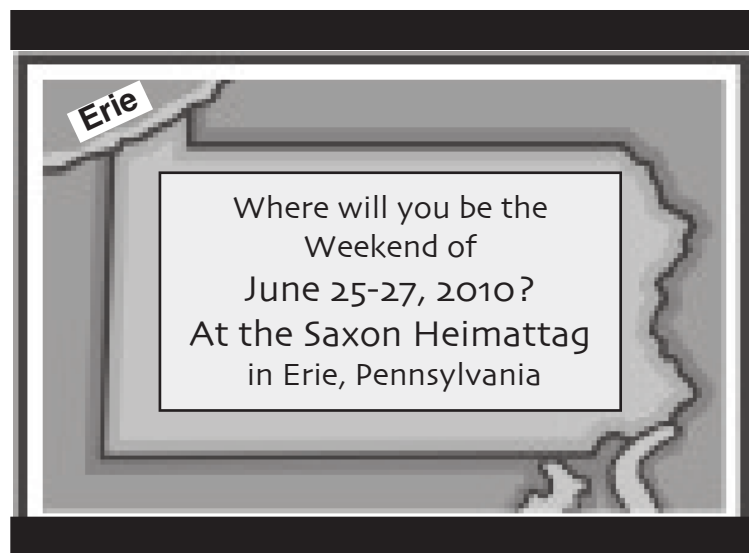 Erie
Where will you be the
Weekend of
June 25-27, 2010?
At the Saxon Heimattag
in Erie, Pennsylvania